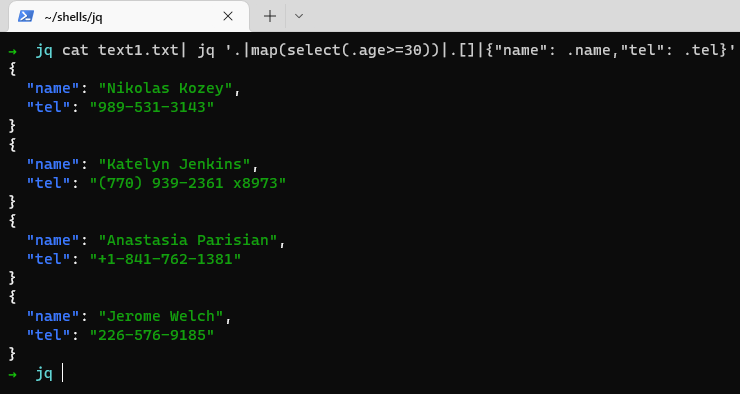 ~/shells/jq
→ jq cat text1.txt| jq '.|map(select(.age>=30))|.[]|{"name": .name,"tel": .tel}'
{
  "name": "Nikolas Kozey",
  "tel": "989-531-3143"
}
{
  "name": "Katelyn Jenkins",
  "tel": "(770) 939-2361 x8973"
}
{
  "name": "Anastasia Parisian",
  "tel": "+1-841-762-1381"
}
{
  "name": "Jerome Welch",
  "tel": "226-576-9185"
}
→ jq